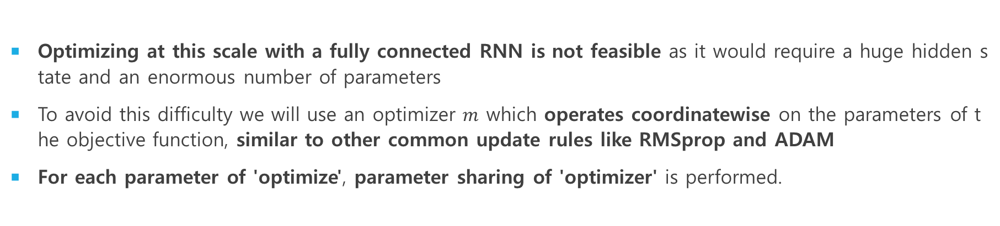 ▪ Optimizing at this scale with a fully connected RNN is not feasible as it would require a huge hidden s
tate and an enormous number of parameters
▪ To avoid this difficulty we will use an optimizer m which operates coordinatewise on the parameters of t
he objective function, similar to other common update rules like RMSprop and ADAM
▪ For each parameter of 'optimize', parameter sharing of 'optimizer' is performed.